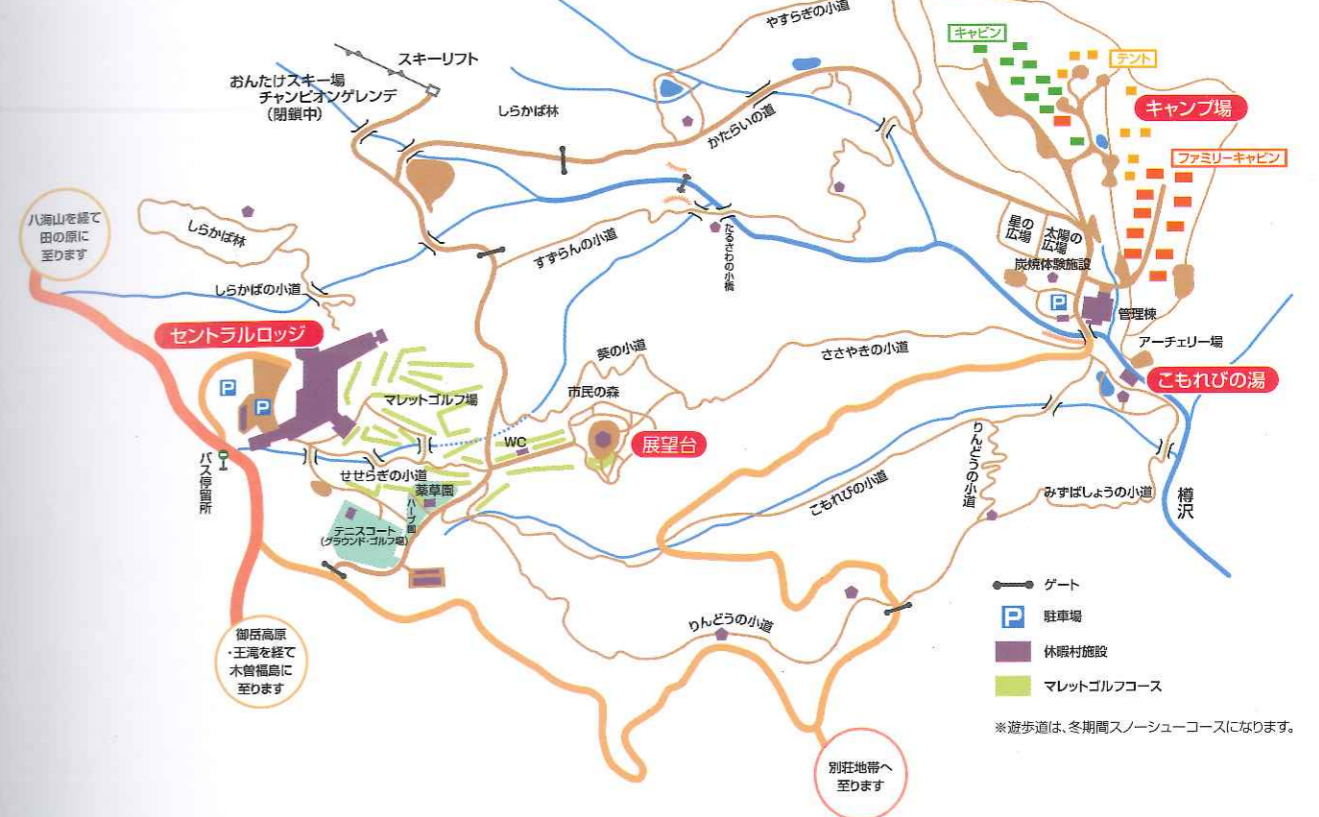 やすらぎの小道
キャビン
テント
スキーリフト
おんたけスキー場
チャンピオンゲレンデ
(閉鎖中)
しらかば林
かたらいの道
キャンプ場
ファミリーキャビン
八海山を経て
田の原に
至ります
しらかば林
しらかばの小道
すずらんの小道
たるさわの小橋
星の
広場
太陽の
広場
炭焼体験施設
P
管理棟
アーチェリー場
こもれびの湯
セントラルロッジ
P
P
マレットゴルフ場
葵の小道
市民の森
ささやきの小道
WC
展望台
バス停留所
せせらぎの小道
薬草園
ハーブ園
テニスコート
(グラウンド・ゴルフ場)
こもれびの小道
りんどうの小道
みずばしょうの小道
樽沢
りんどうの小道
御岳高原
・王滝を経て
木曽福島に
至ります
別荘地帯へ
至ります
ゲート
P 駐車場
休暇村施設
マレットゴルフコース
※遊歩道は、冬期間スノーシューコースになります。